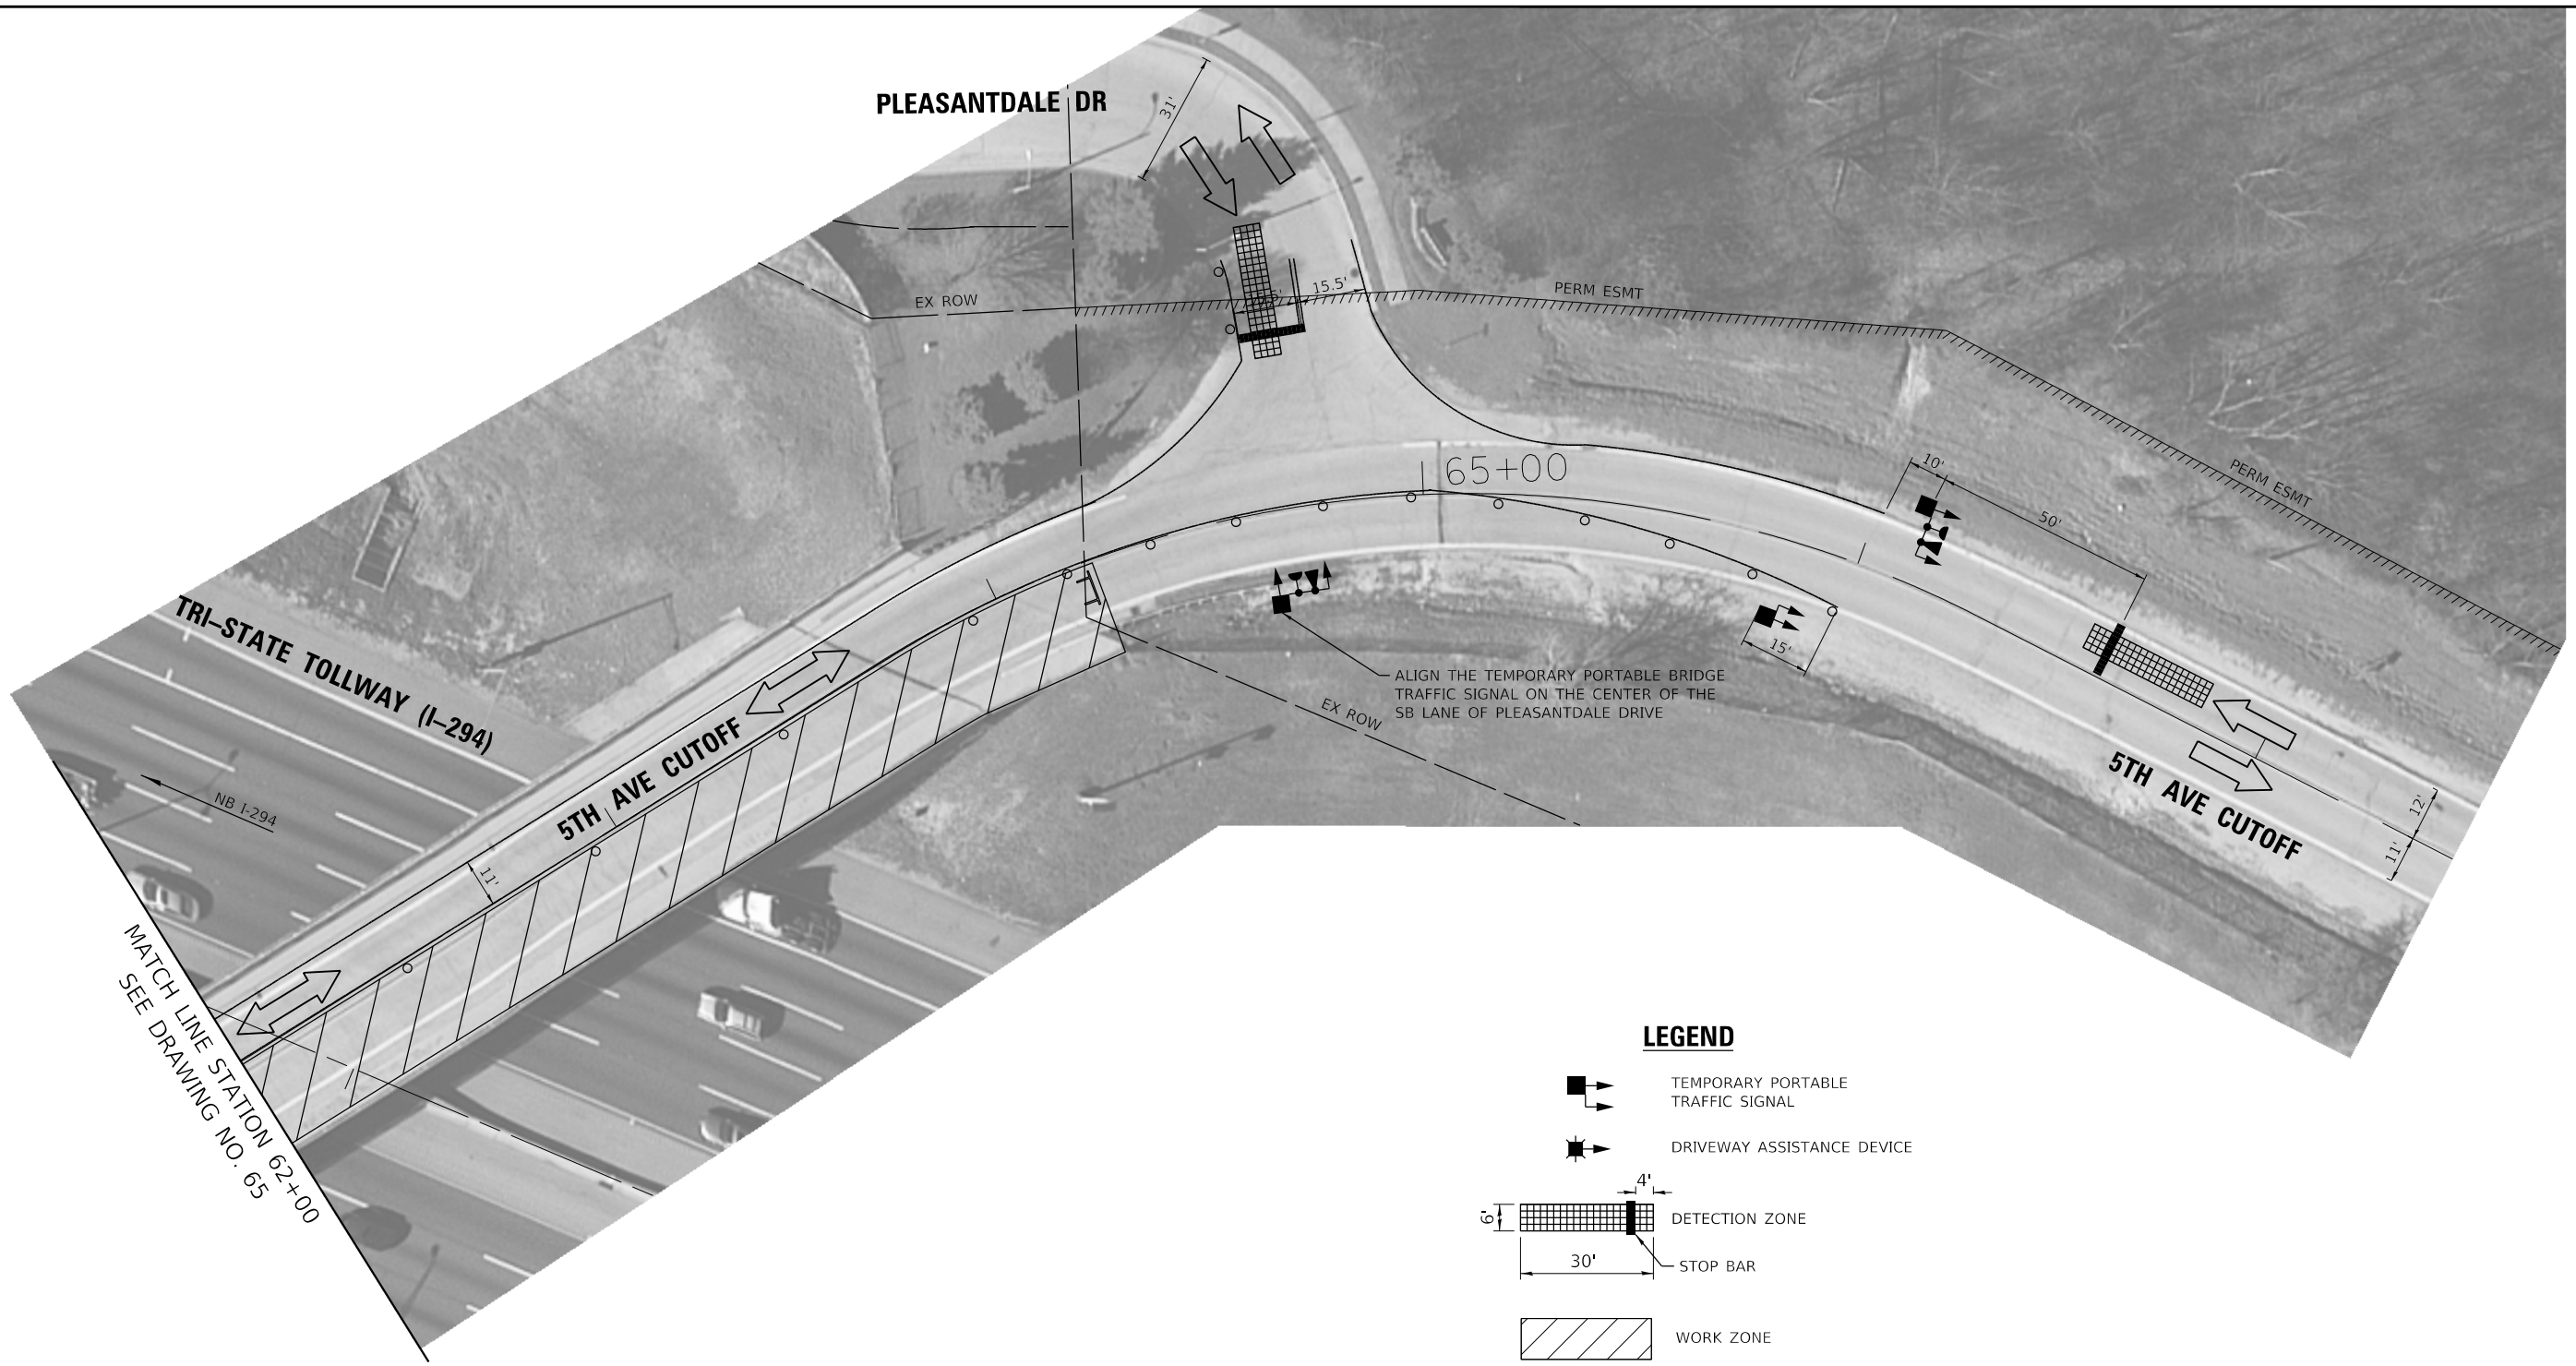 PLEASANTDALE DR
31'
15.5'
EX ROW
PERM ESMT
65+00
10'
50'
PERM ESMT
15'
TRI-STATE TOLLWAY (I-294)
NB I-294
5TH AVE CUTOFF
11'
ALIGN THE TEMPORARY PORTABLE BRIDGE
TRAFFIC SIGNAL ON THE CENTER OF THE
SB LANE OF PLEASANTDALE DRIVE
EX ROW
5TH AVE CUTOFF
12'
11'
MATCH LINE STATION 62+00
SEE DRAWING NO. 65
LEGEND
TEMPORARY PORTABLE
TRAFFIC SIGNAL
DRIVEWAY ASSISTANCE DEVICE
4'
6'
DETECTION ZONE
30'
STOP BAR
WORK ZONE